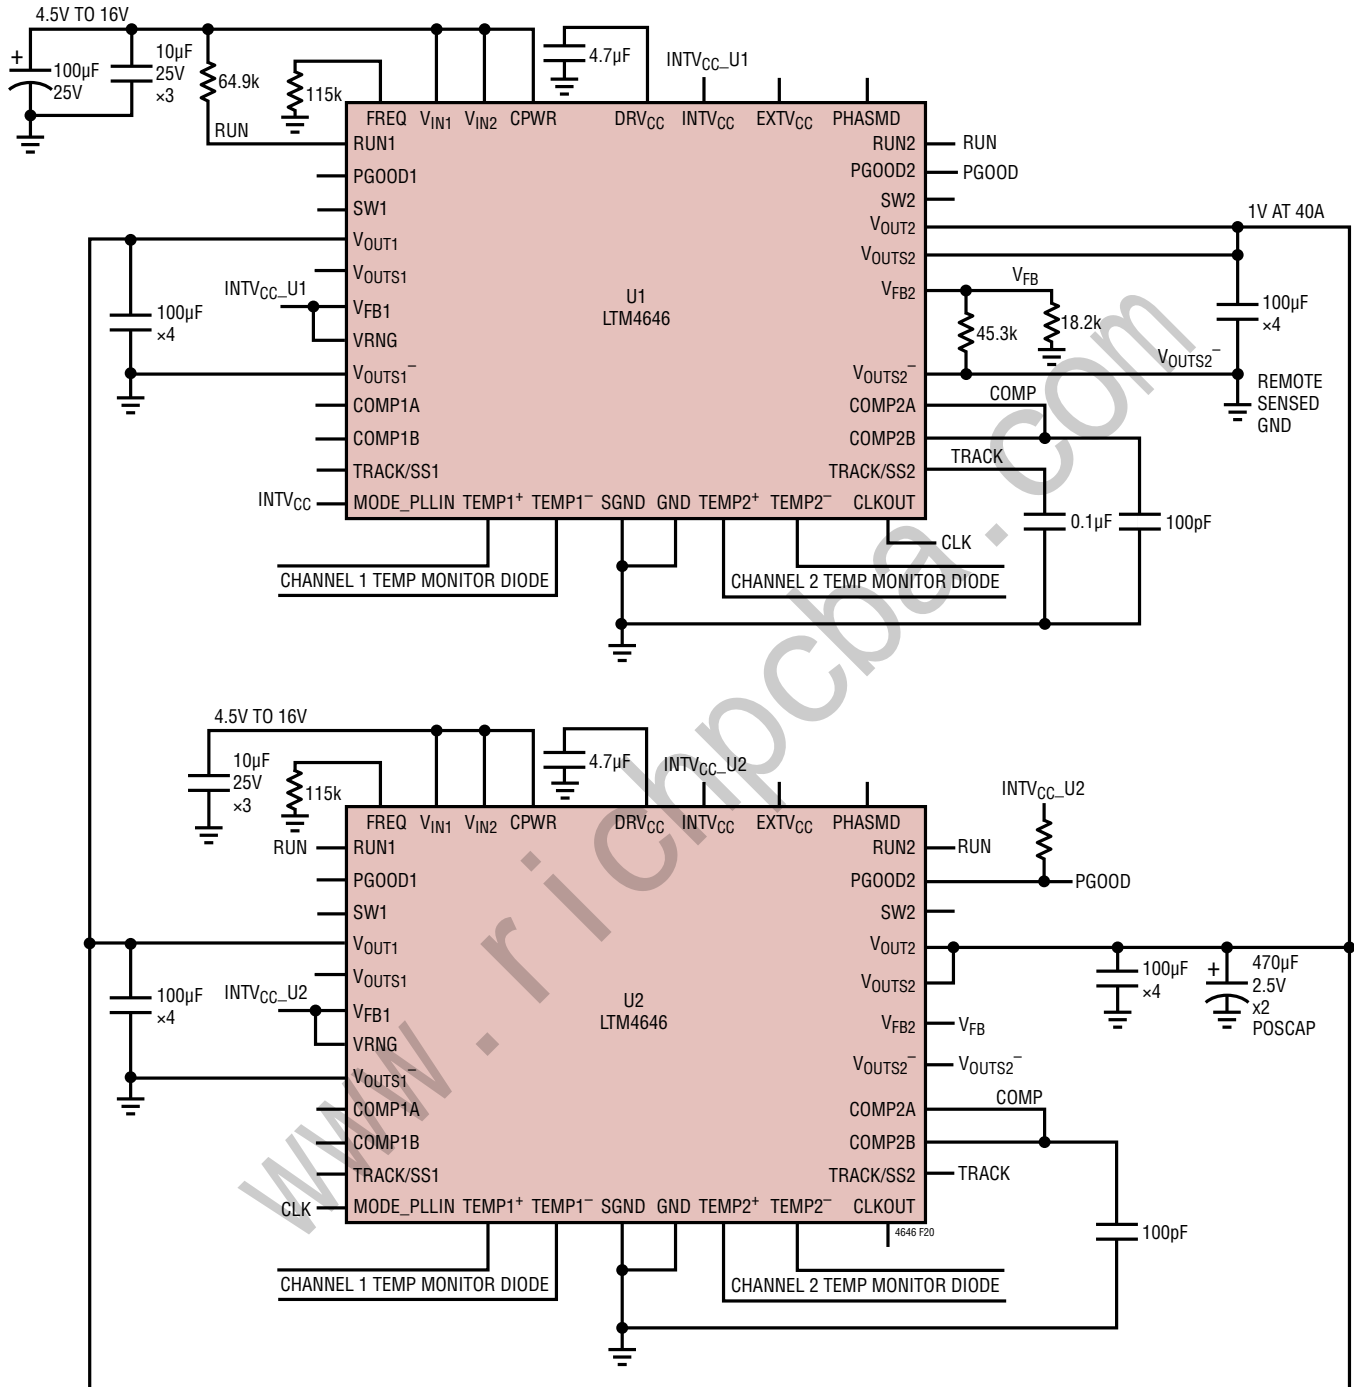 4.5V TO 16V
100µF
25V
10µF
25V
×3
64.9k
115k
4.7µF
INTVCC_U1
RUN
FREQ VIN1 VIN2 CPWR DRVCC INTVCC EXTVCC PHASMD
RUN1
PGOOD1
SW1
VOUT1
VOUTS1
VFB1
VRNG
VOUTS1–
COMP1A
COMP1B
TRACK/SS1
MODE_PLLIN TEMP1+ TEMP1– SGND GND TEMP2+ TEMP2– CLKOUT
RUN2
PGOOD2
SW2
VOUT2
VOUTS2
VFB2
VOUTS2–
COMP2A
COMP2B
TRACK/SS2
U1
LTM4646
INTVCC_U1
100µF
×4
INTVCC
RUN
PGOOD
1V AT 40A
VFB
45.3k
18.2k
100µF
×4
VOUTS2–
REMOTE
SENSED
GND
COMP
TRACK
0.1µF
100pF
CLK
CHANNEL 1 TEMP MONITOR DIODE
CHANNEL 2 TEMP MONITOR DIODE
4.5V TO 16V
10µF
25V
×3
115k
4.7µF
INTVCC_U2
INTVCC_U2
FREQ VIN1 VIN2 CPWR DRVCC INTVCC EXTVCC PHASMD
RUN
RUN1
PGOOD1
SW1
VOUT1
VOUTS1
VFB1
VRNG
VOUTS1–
COMP1A
COMP1B
TRACK/SS1
MODE_PLLIN TEMP1+ TEMP1– SGND GND TEMP2+ TEMP2– CLKOUT
RUN2
PGOOD2
SW2
VOUT2
VOUTS2
VFB2
VOUTS2–
COMP2A
COMP2B
TRACK/SS2
U2
LTM4646
INTVCC_U2
100µF
×4
CLK
RUN
PGOOD
100µF
×4
470µF
2.5V
x2
POSCAP
VFB
VOUTS2–
COMP
TRACK
100pF
4646 F20
CHANNEL 1 TEMP MONITOR DIODE
CHANNEL 2 TEMP MONITOR DIODE
www.richpcba.com